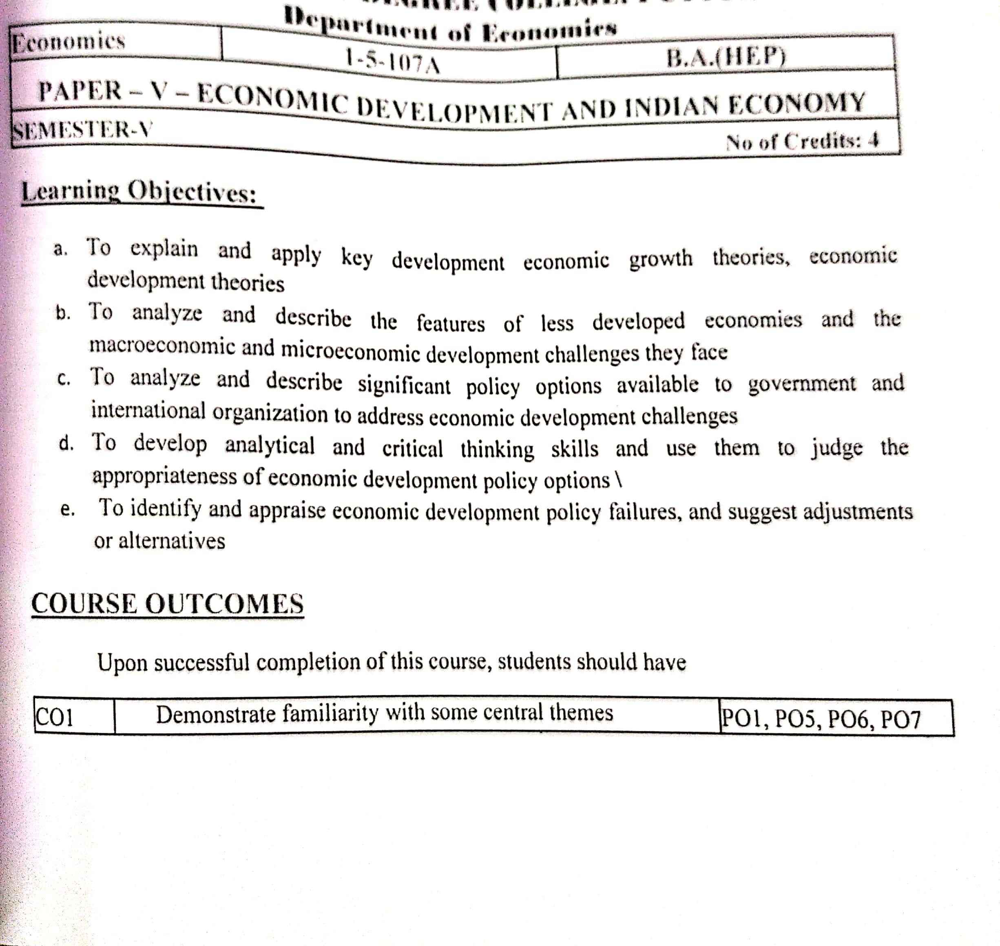 DEGREE COLLEGE
Department of Economics
Economics 1-5-107A B.A.(HEP)
PAPER – V – ECONOMIC DEVELOPMENT AND INDIAN ECONOMY
SEMESTER-V No of Credits: 4
Learning Objectives:
a. To explain and apply key development economic growth theories, economic
development theories
b. To analyze and describe the features of less developed economies and the
macroeconomic and microeconomic development challenges they face
c. To analyze and describe significant policy options available to government and
international organization to address economic development challenges
d. To develop analytical and critical thinking skills and use them to judge the
appropriateness of economic development policy options \
e. To identify and appraise economic development policy failures, and suggest adjustments
or alternatives
COURSE OUTCOMES
Upon successful completion of this course, students should have
CO1 Demonstrate familiarity with some central themes PO1, PO5, PO6, PO7